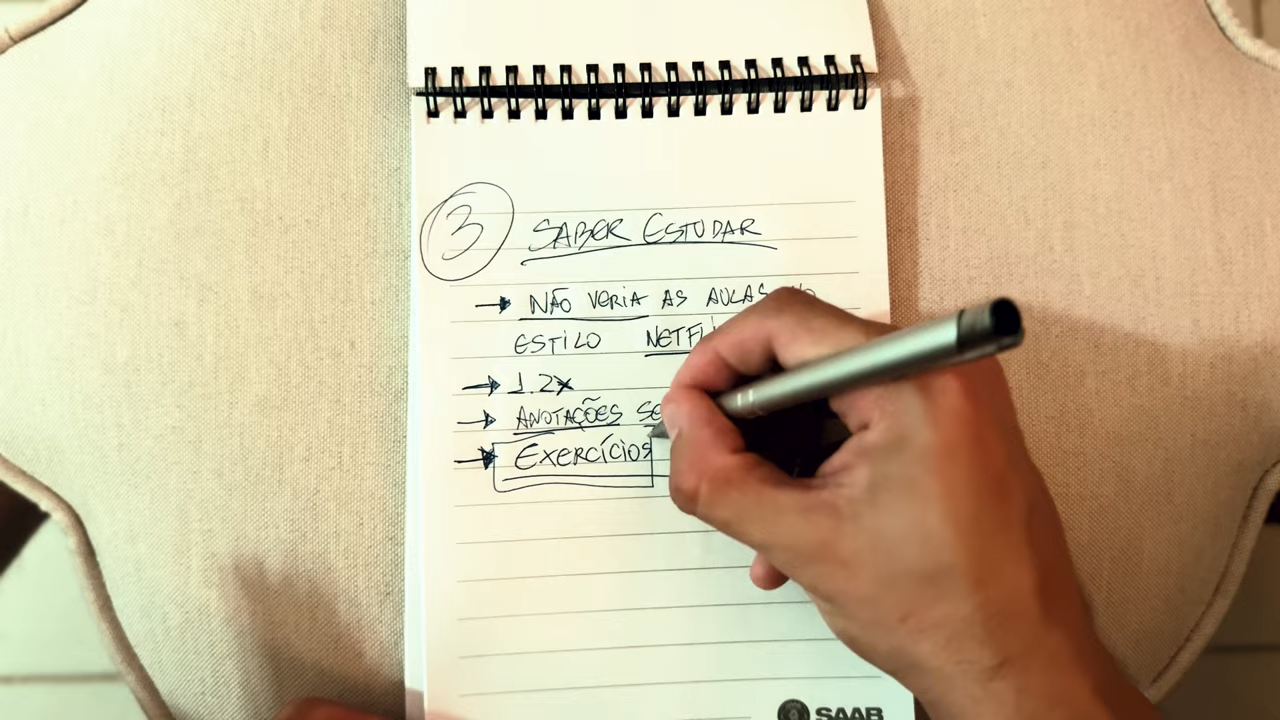 3 SABER ESTUDAR
→ NÃO VERIA AS AULAS
ESTILO
→ 1.2x
→ ANOTAÇÕES
→ EXERCÍCIOS
SAAB